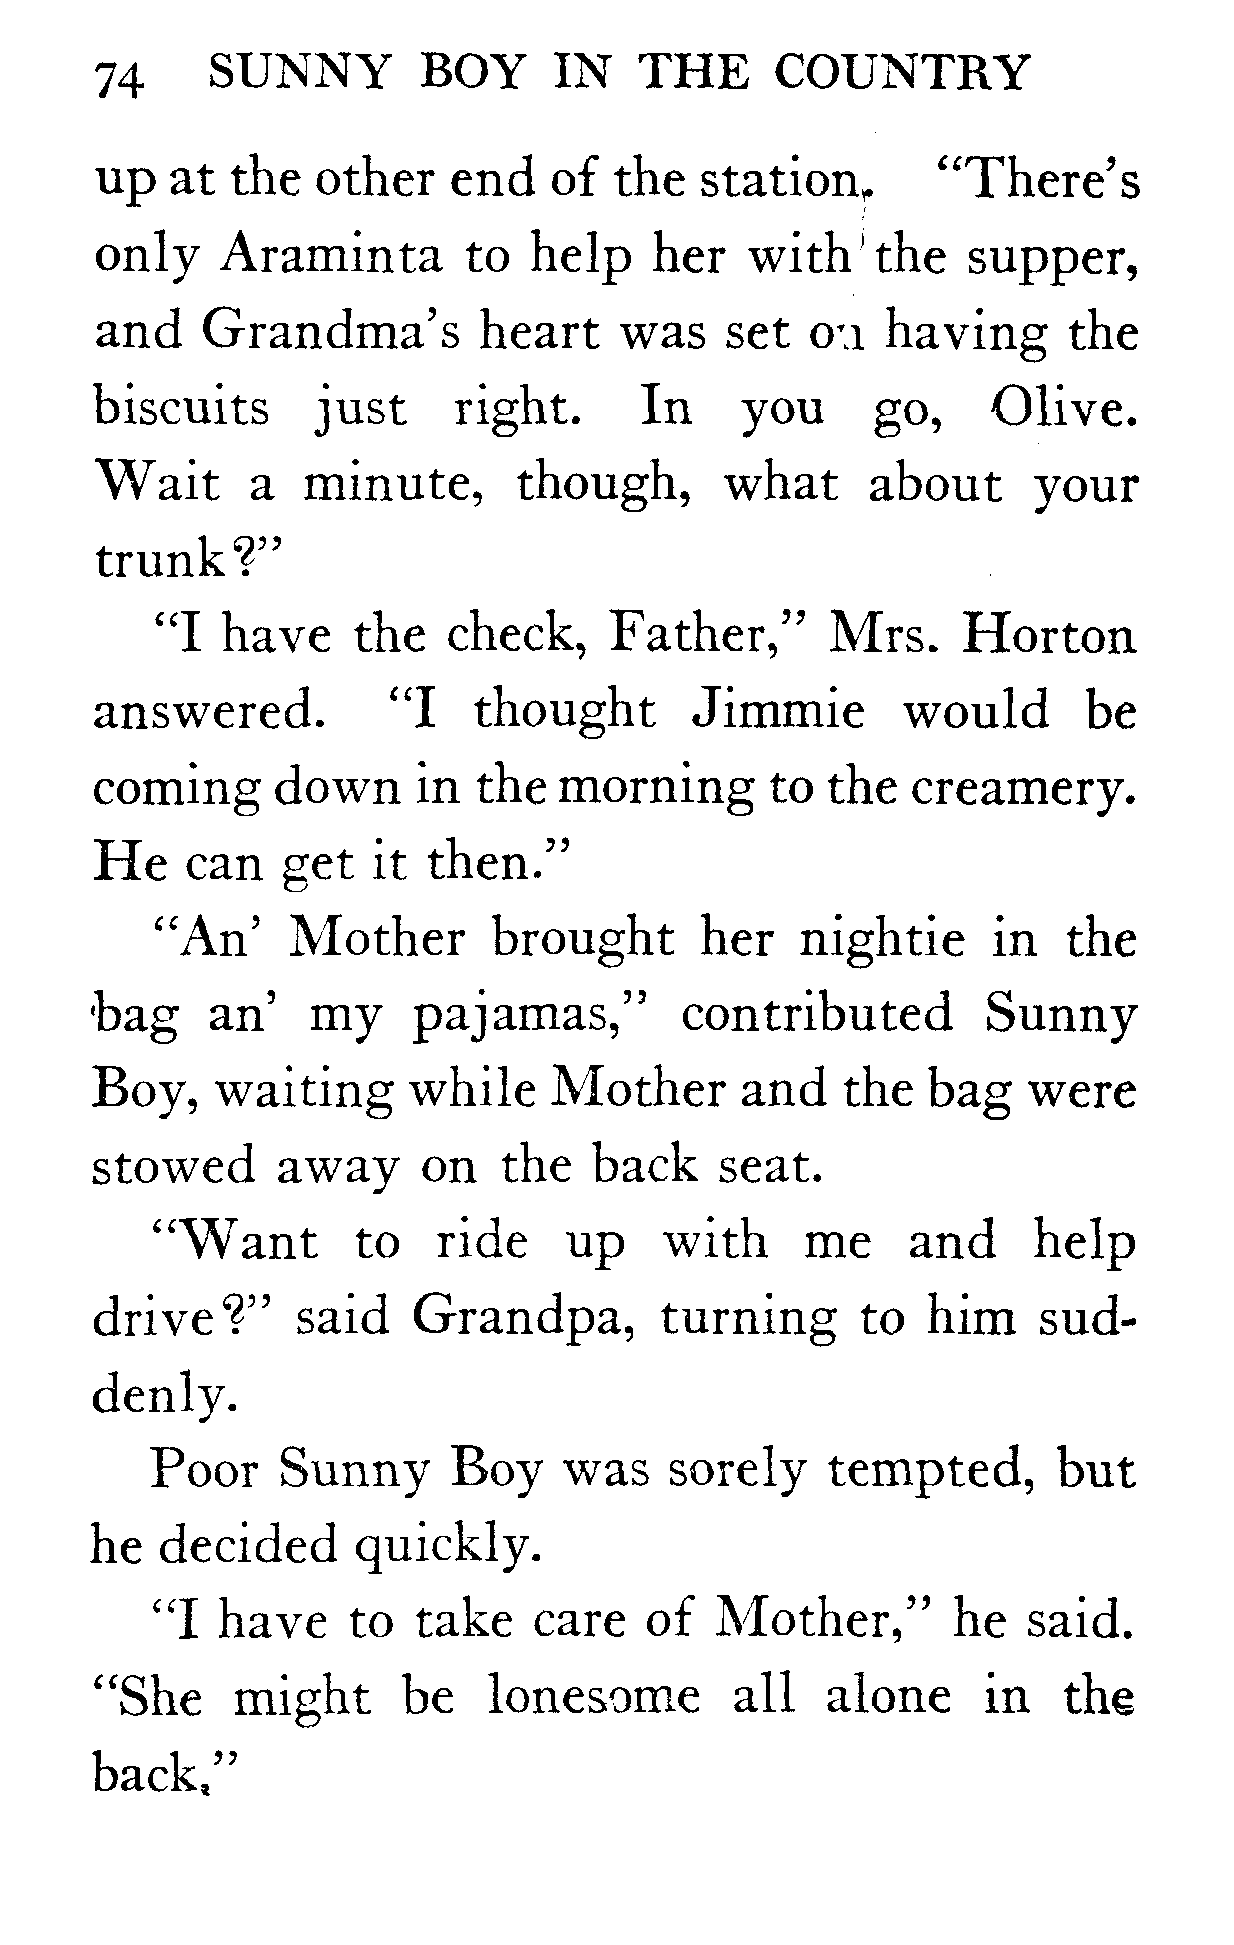 74 SUNNY BOY IN THE COUNTRY
up at the other end of the station. “There’s
only Araminta to help her with the supper,
and Grandma’s heart was set on having the
biscuits just right. In you go, Olive.
Wait a minute, though, what about your
trunk?”
“I have the check, Father,” Mrs. Horton
answered. “I thought Jimmie would be
coming down in the morning to the creamery.
He can get it then.”
“An’ Mother brought her nightie in the
bag an’ my pajamas,” contributed Sunny
Boy, waiting while Mother and the bag were
stowed away on the back seat.
“Want to ride up with me and help
drive?” said Grandpa, turning to him sud-
denly.
Poor Sunny Boy was sorely tempted, but
he decided quickly.
“I have to take care of Mother,” he said.
“She might be lonesome all alone in the
back,”